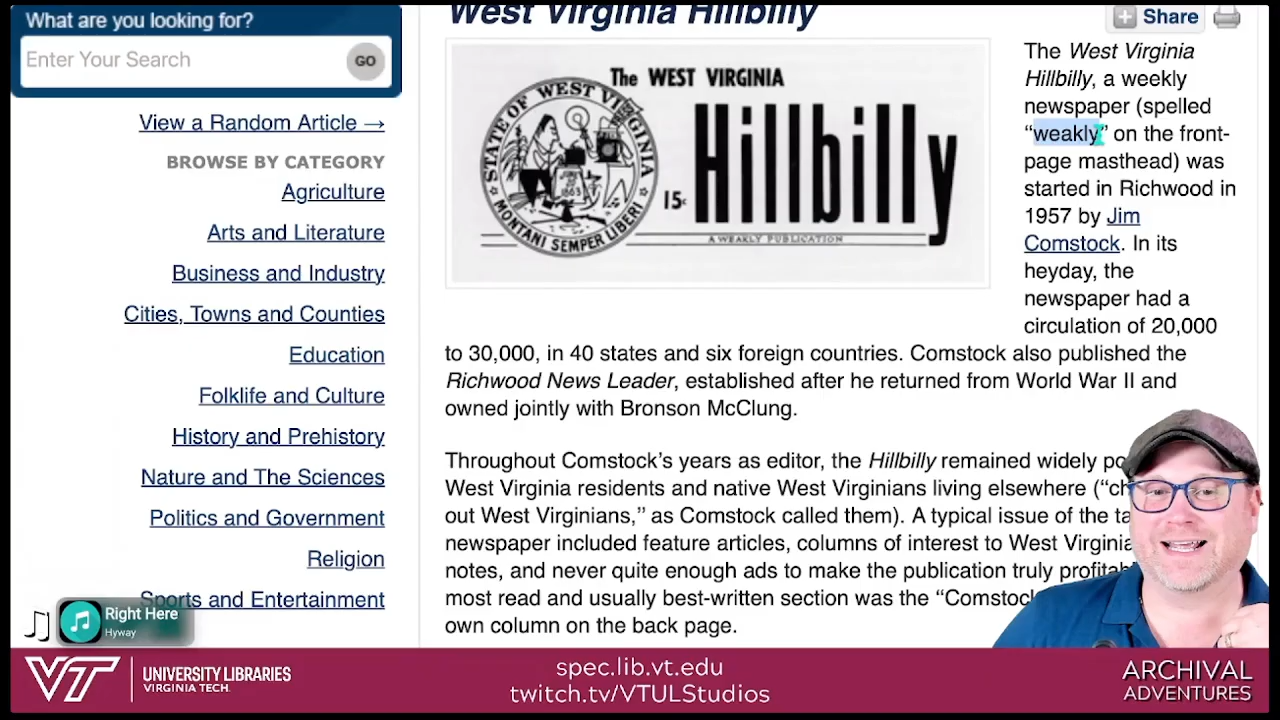 What are you looking for?
Enter Your Search
GO
View a Random Article →
BROWSE BY CATEGORY
Agriculture
Arts and Literature
Business and Industry
Cities, Towns and Counties
Education
Folklife and Culture
History and Prehistory
Nature and The Sciences
Politics and Government
Religion
Sports and Entertainment
Right Here
Hyway
West Virginia Hillbilly
Share
The WEST VIRGINIA
Hillbilly
15¢
A WEAKLY PUBLICATION
STATE OF WEST VIRGINIA
MONTANI SEMPER LIBERI
The West Virginia
Hillbilly, a weekly
newspaper (spelled
“weakly” on the front-
page masthead) was
started in Richwood in
1957 by Jim
Comstock. In its
heyday, the
newspaper had a
circulation of 20,000
to 30,000, in 40 states and six foreign countries. Comstock also published the
Richwood News Leader, established after he returned from World War II and
owned jointly with Bronson McClung.
Throughout Comstock’s years as editor, the Hillbilly remained widely po
West Virginia residents and native West Virginians living elsewhere (“ch
out West Virginians,” as Comstock called them). A typical issue of the ta
newspaper included feature articles, columns of interest to West Virginia
notes, and never quite enough ads to make the publication truly profitab
most read and usually best-written section was the “Comstock
own column on the back page.
VT
UNIVERSITY LIBRARIES
VIRGINIA TECH.
spec.lib.vt.edu
twitch.tv/VTULStudios
ARCHIVAL
ADVENTURES